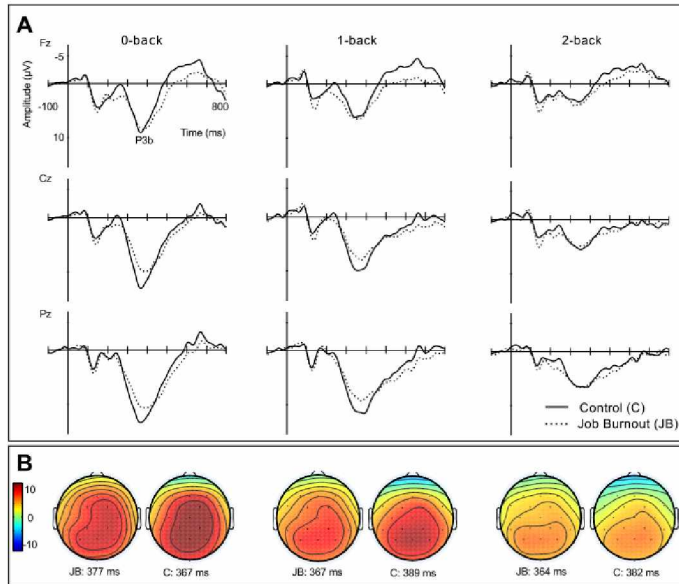 A
0-back 1-back 2-back
Fz
-5
Amplitude (µV)
-100
800
10
P3b
Time (ms)
Cz
Pz
Control (C)
Job Burnout (JB)
B
10
0
-10
JB: 377 ms C: 367 ms JB: 367 ms C: 389 ms JB: 364 ms C: 382 ms